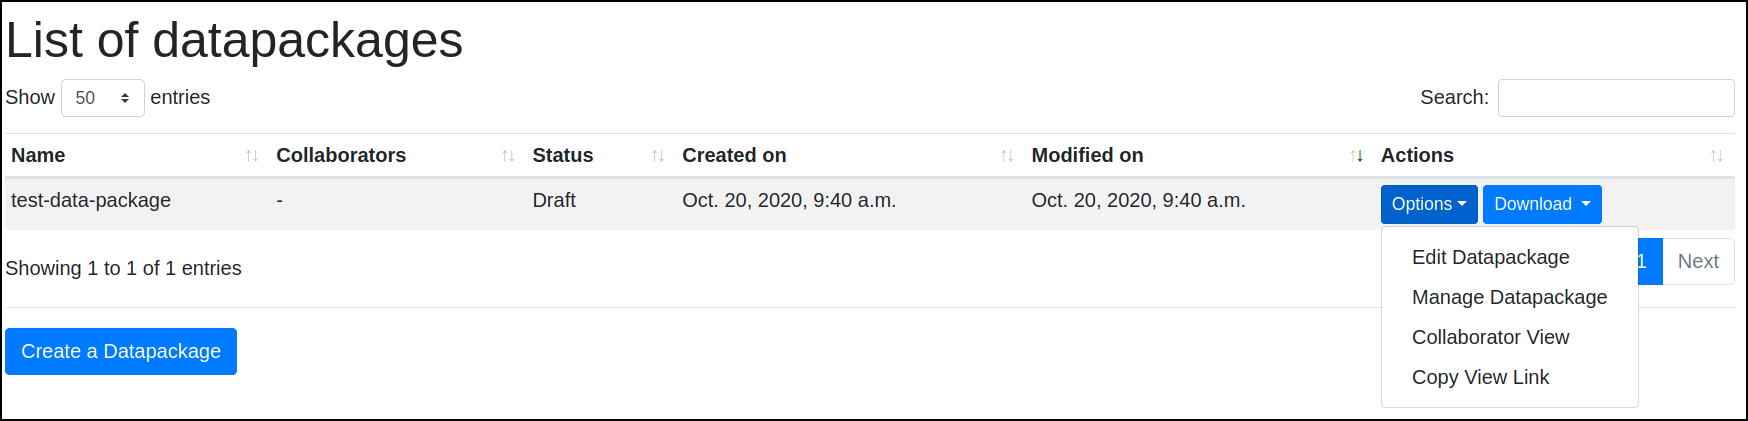 List of datapackages
Show 50 entries
Search:
Name Collaborators Status Created on Modified on Actions
test-data-package - Draft Oct. 20, 2020, 9:40 a.m. Oct. 20, 2020, 9:40 a.m. Options Download
Edit Datapackage
Showing 1 to 1 of 1 entries
1 Next
Manage Datapackage
Collaborator View
Create a Datapackage
Copy View Link